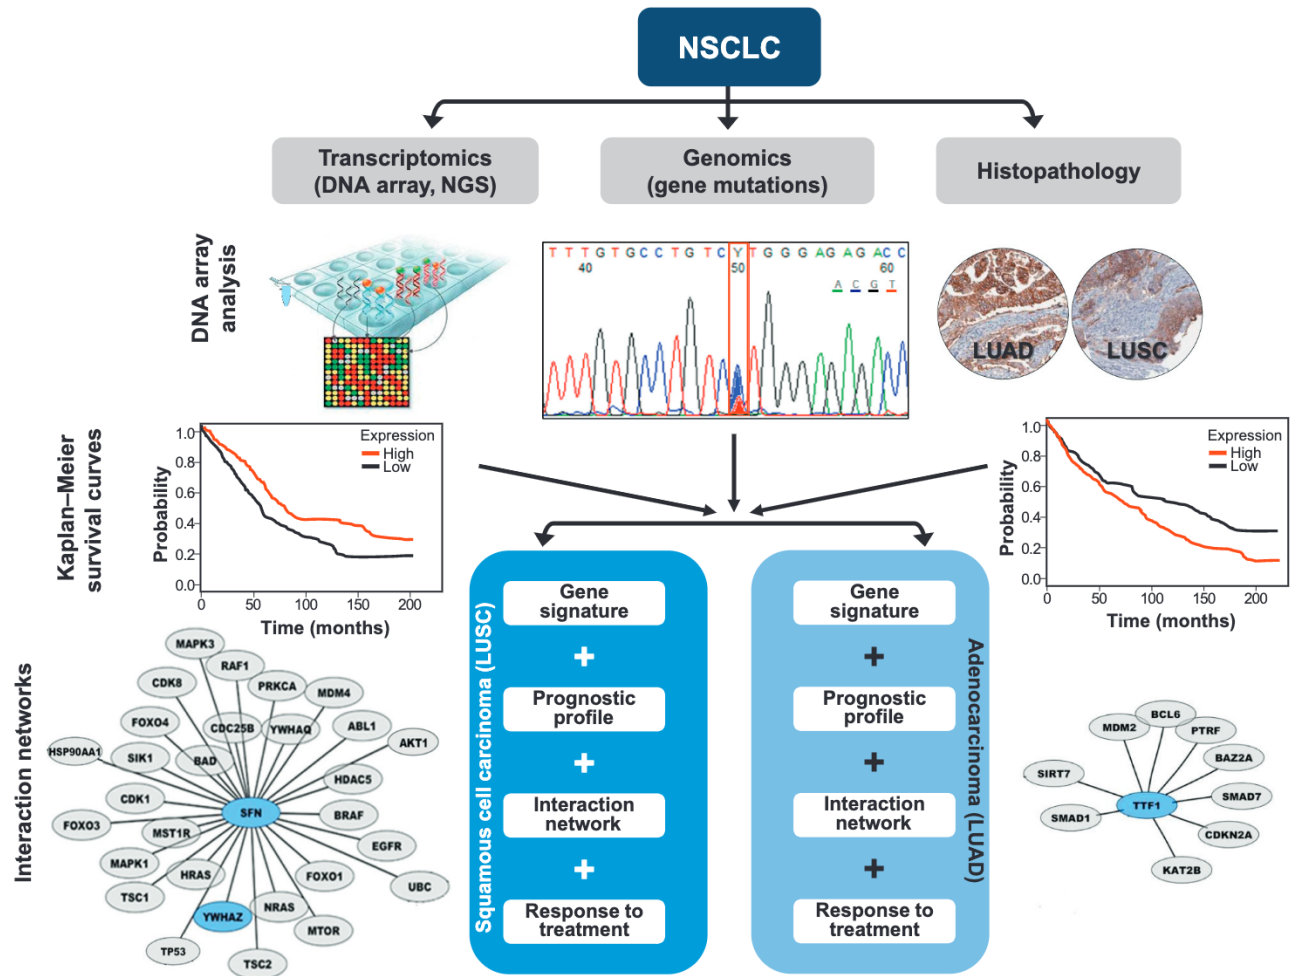 NSCLC
Transcriptomics
(DNA array, NGS)
Genomics
(gene mutations)
Histopathology
DNA array
analysis
T T T G T G C C T G T C Y T G G G A G A G A C C
40
50
60
A C G T
LUAD
LUSC
Kaplan–Meier
survival curves
Probability
1.0
0.8
0.6
0.4
0.2
0.0
Expression
High
Low
0
50
100
150
200
Time (months)
Probability
1.0
0.8
0.6
0.4
0.2
0.0
Expression
High
Low
0
50
100
150
200
Time (months)
Squamous cell carcinoma (LUSC)
Gene
signature
+
Prognostic
profile
+
Interaction
network
+
Response to
treatment
Adenocarcinoma (LUAD)
Gene
signature
+
Prognostic
profile
+
Interaction
network
+
Response to
treatment
Interaction networks
MAPK3
RAF1
CDK8
PRKCA
MDM4
FOXO4
CDC25B
YWHAQ
ABL1
AKT1
HSP90AA1
SIK1
BAD
HDAC5
CDK1
SFN
BRAF
FOXO3
MST1R
EGFR
MAPK1
HRAS
FOXO1
UBC
TSC1
YWHAZ
NRAS
MTOR
TP53
TSC2
BCL6
MDM2
PTRF
BAZ2A
SIRT7
SMAD7
TTF1
SMAD1
CDKN2A
KAT2B